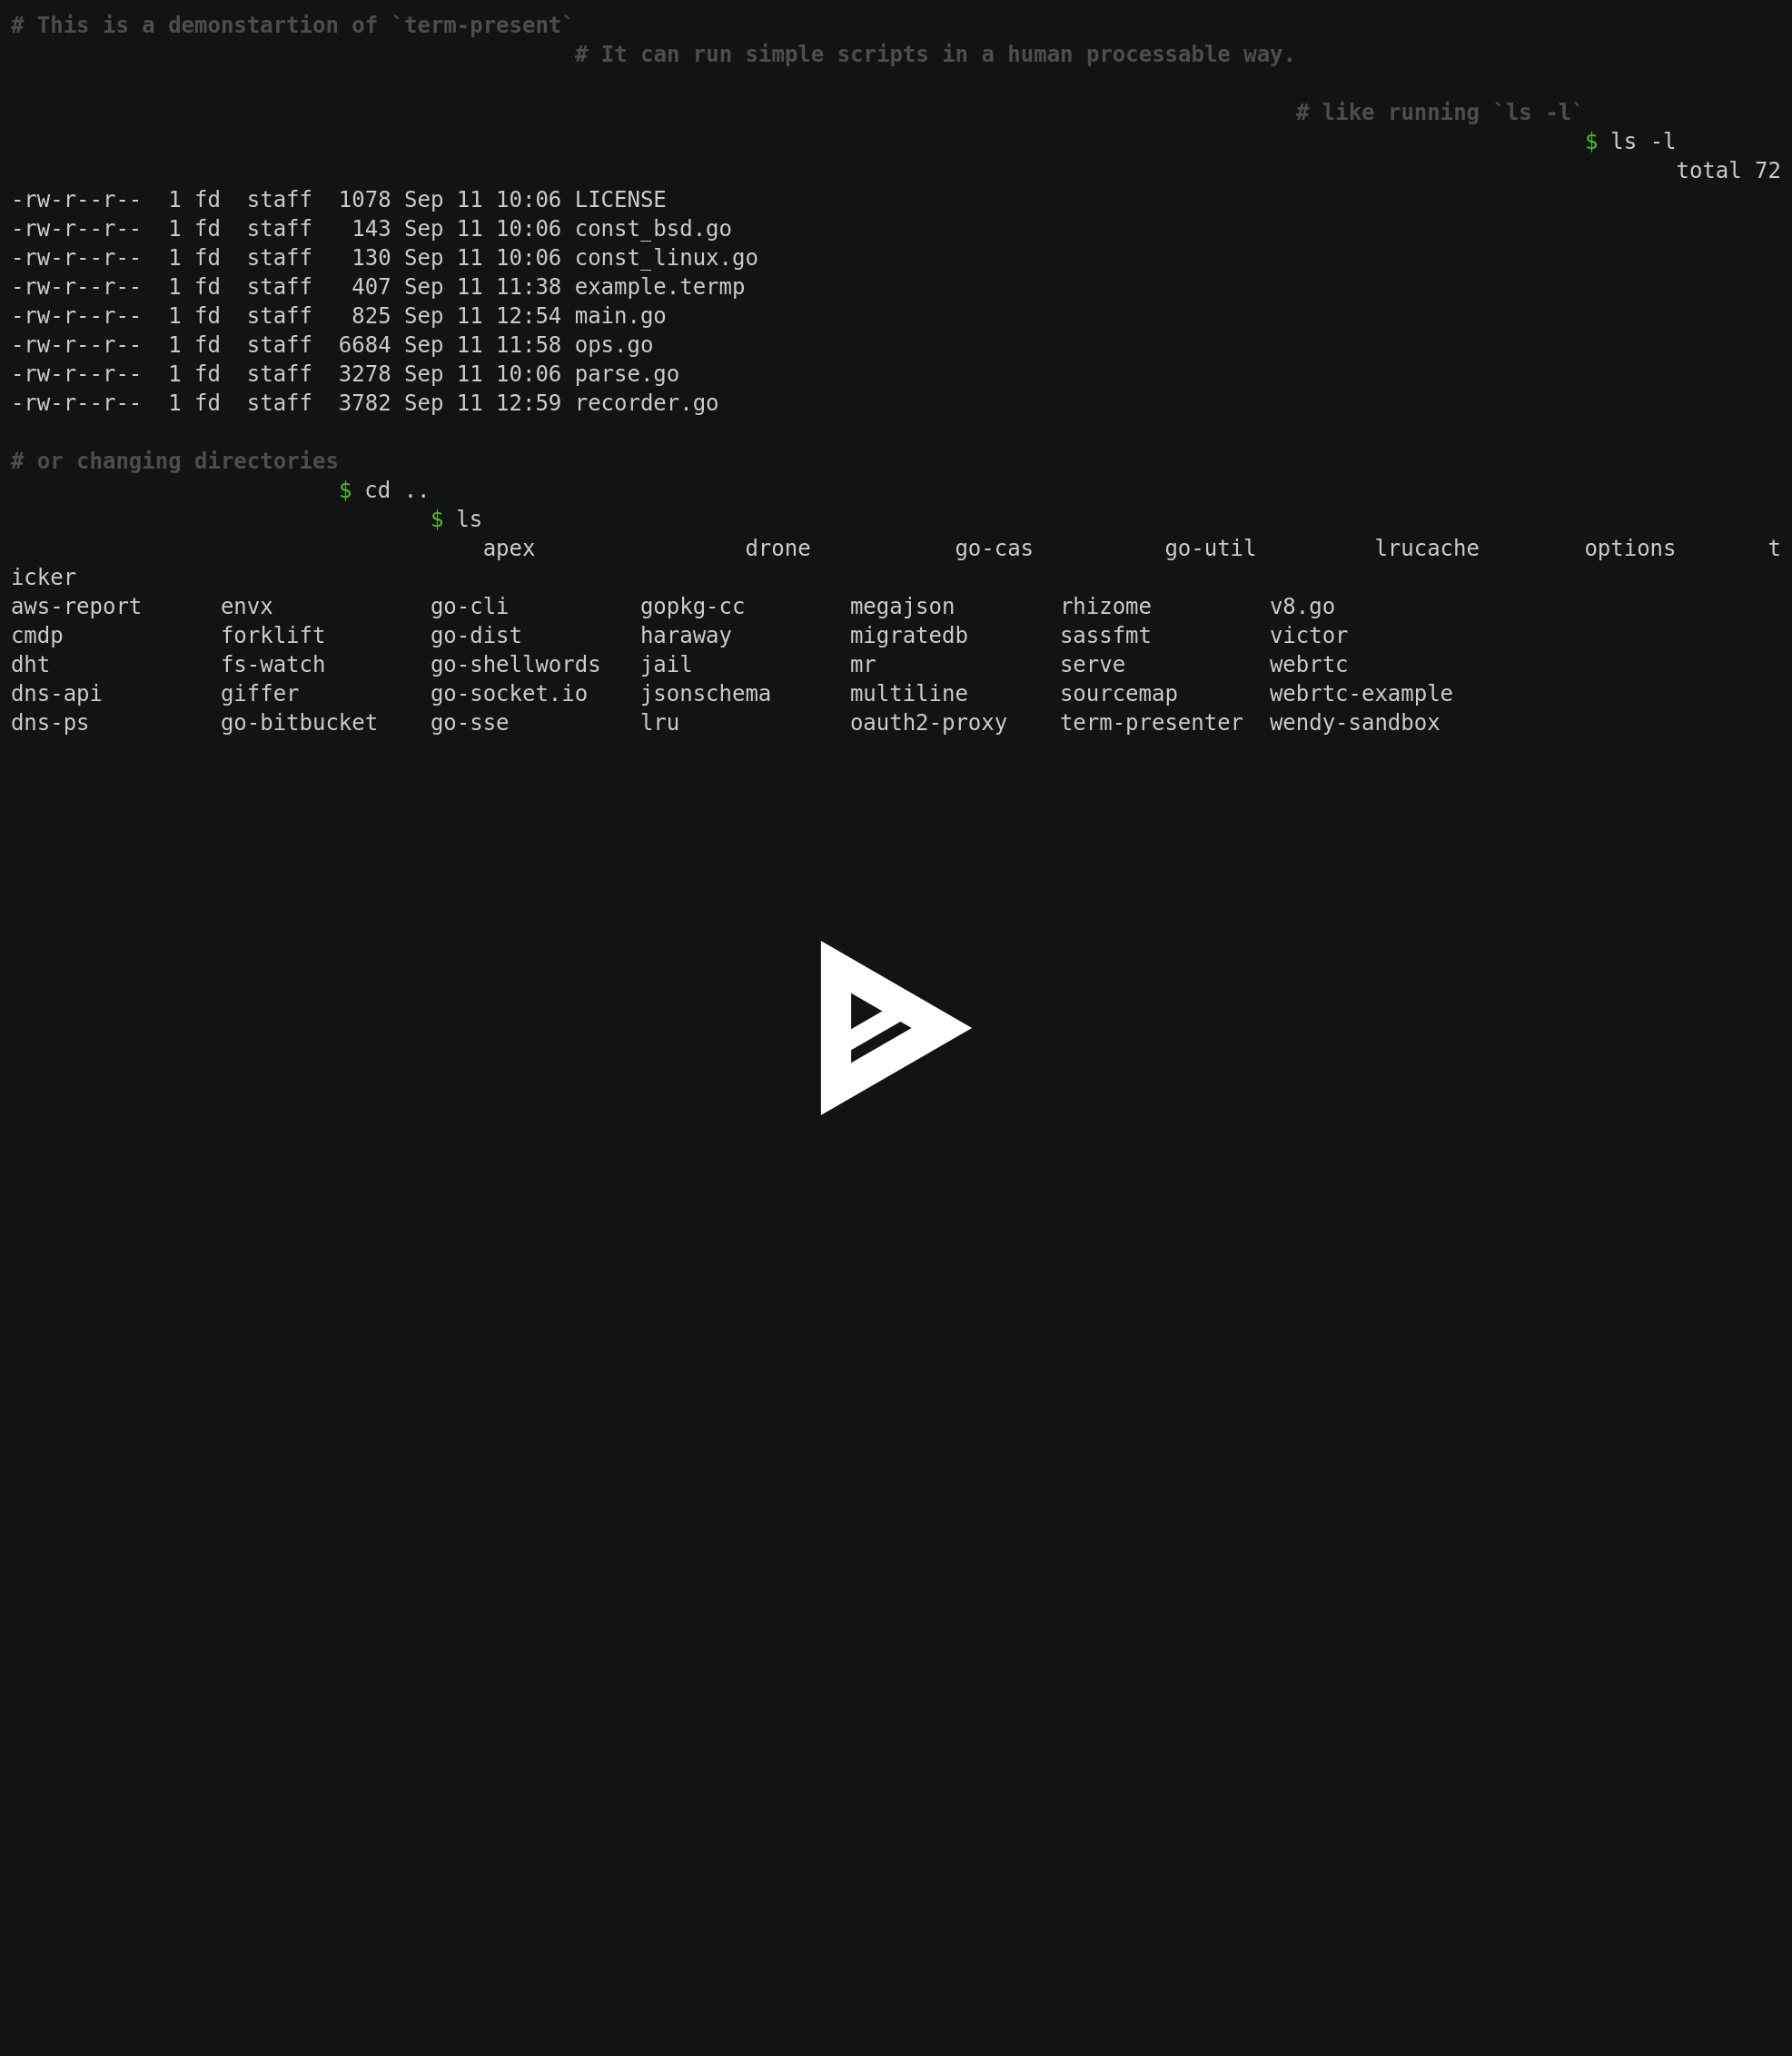 # This is a demonstartion of `term-present`
# It can run simple scripts in a human processable way.
# like running `ls -l`
$ ls -l
total 72
-rw-r--r--  1 fd  staff  1078 Sep 11 10:06 LICENSE
-rw-r--r--  1 fd  staff   143 Sep 11 10:06 const_bsd.go
-rw-r--r--  1 fd  staff   130 Sep 11 10:06 const_linux.go
-rw-r--r--  1 fd  staff   407 Sep 11 11:38 example.termp
-rw-r--r--  1 fd  staff   825 Sep 11 12:54 main.go
-rw-r--r--  1 fd  staff  6684 Sep 11 11:58 ops.go
-rw-r--r--  1 fd  staff  3278 Sep 11 10:06 parse.go
-rw-r--r--  1 fd  staff  3782 Sep 11 12:59 recorder.go
# or changing directories
$ cd ..
$ ls
apex                drone           go-cas          go-util         lrucache        options       t
icker
aws-report      envx            go-cli          gopkg-cc        megajson        rhizome         v8.go
cmdp            forklift        go-dist         haraway         migratedb       sassfmt         victor
dht             fs-watch        go-shellwords   jail            mr              serve           webrtc
dns-api         giffer          go-socket.io    jsonschema      multiline       sourcemap       webrtc-example
dns-ps          go-bitbucket    go-sse          lru             oauth2-proxy    term-presenter  wendy-sandbox